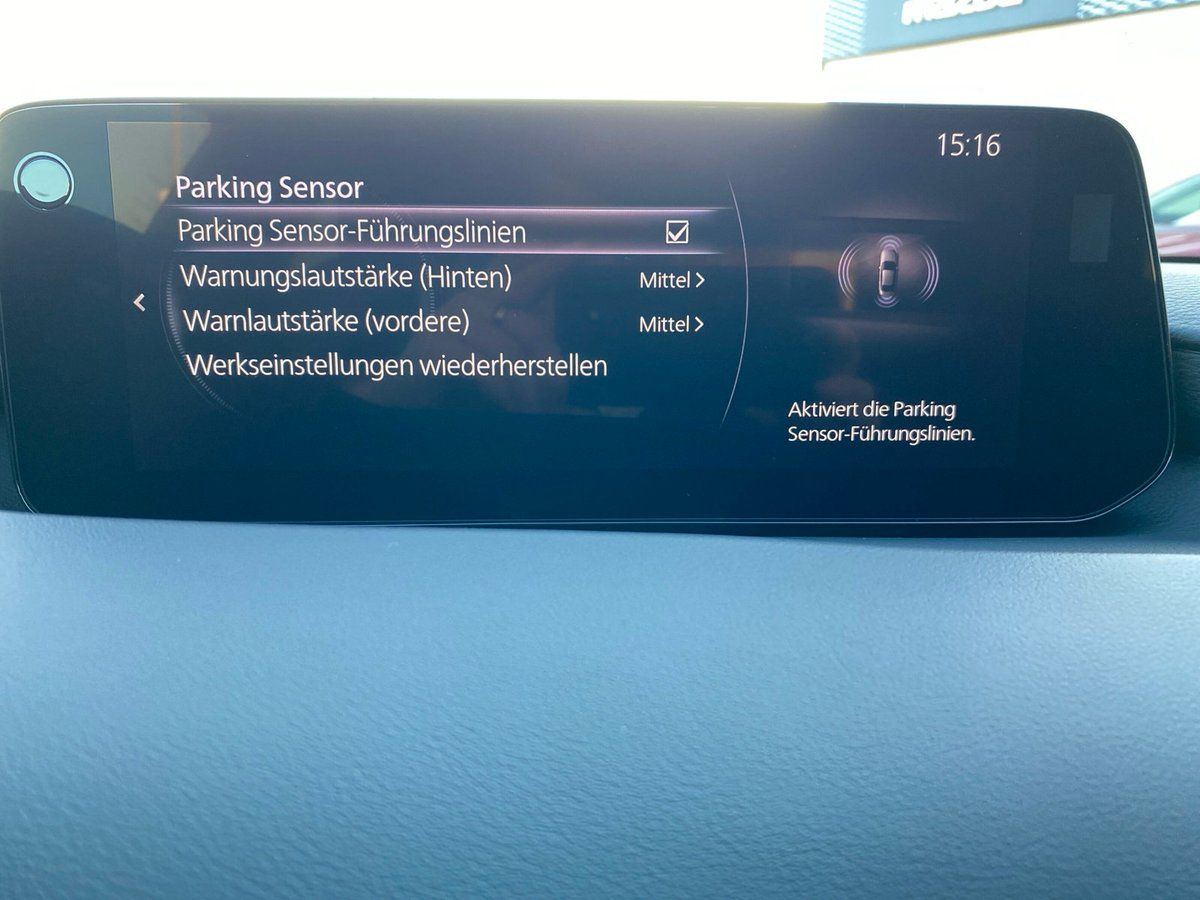 15:16
Parking Sensor
Parking Sensor-Führungslinien
Warnungslautstärke (Hinten) Mittel >
Warnlautstärke (vordere) Mittel >
Werkseinstellungen wiederherstellen
Aktiviert die Parking
Sensor-Führungslinien.